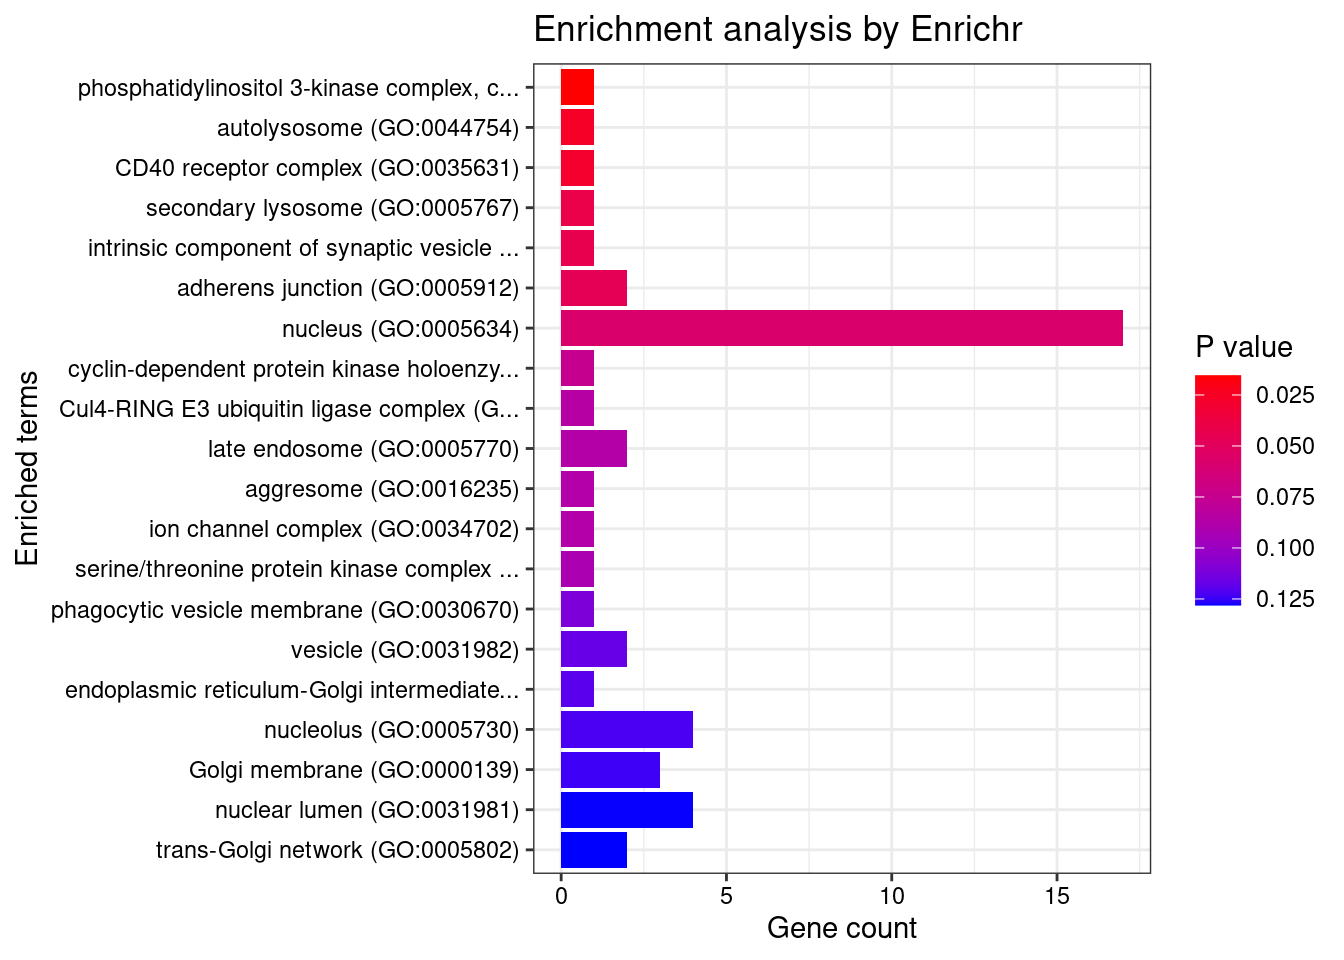 Enrichment analysis by Enrichr
phosphatidylinositol 3-kinase complex, c...
autolysosome (GO:0044754)
CD40 receptor complex (GO:0035631)
secondary lysosome (GO:0005767)
intrinsic component of synaptic vesicle ...
adherens junction (GO:0005912)
nucleus (GO:0005634)
cyclin-dependent protein kinase holoenzy...
Cul4-RING E3 ubiquitin ligase complex (G...
late endosome (GO:0005770)
aggresome (GO:0016235)
ion channel complex (GO:0034702)
serine/threonine protein kinase complex ...
phagocytic vesicle membrane (GO:0030670)
vesicle (GO:0031982)
endoplasmic reticulum-Golgi intermediate...
nucleolus (GO:0005730)
Golgi membrane (GO:0000139)
nuclear lumen (GO:0031981)
trans-Golgi network (GO:0005802)
Enriched terms
0 5 10 15
Gene count
P value
0.025
0.050
0.075
0.100
0.125